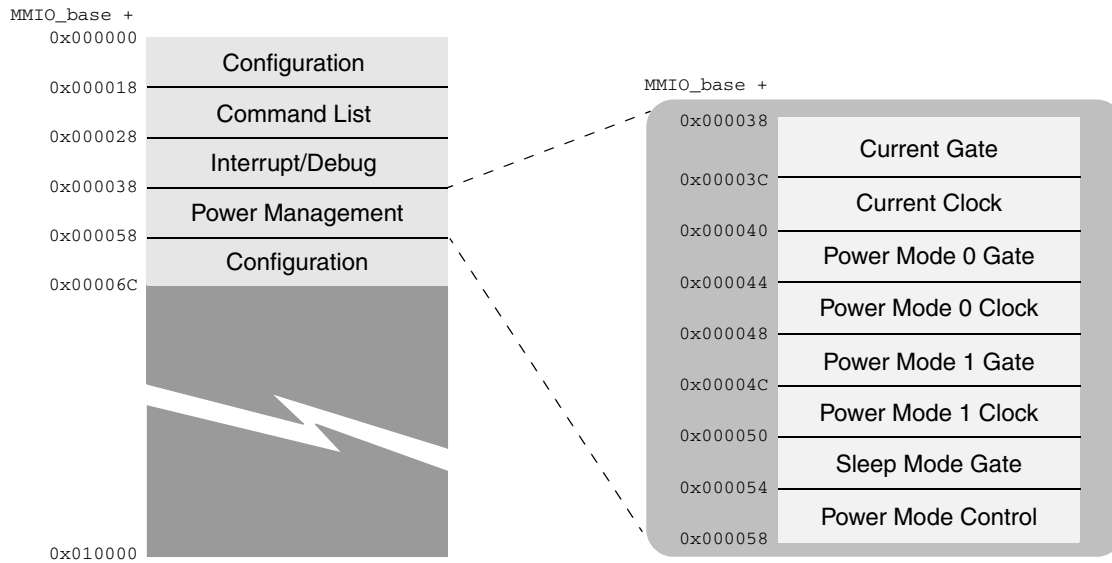 MMIO_base +
0x000000
Configuration
0x000018
Command List
0x000028
Interrupt/Debug
0x000038
Power Management
0x000058
Configuration
0x00006C
0x010000
MMIO_base +
0x000038
Current Gate
0x00003C
Current Clock
0x000040
Power Mode 0 Gate
0x000044
Power Mode 0 Clock
0x000048
Power Mode 1 Gate
0x00004C
Power Mode 1 Clock
0x000050
Sleep Mode Gate
0x000054
Power Mode Control
0x000058